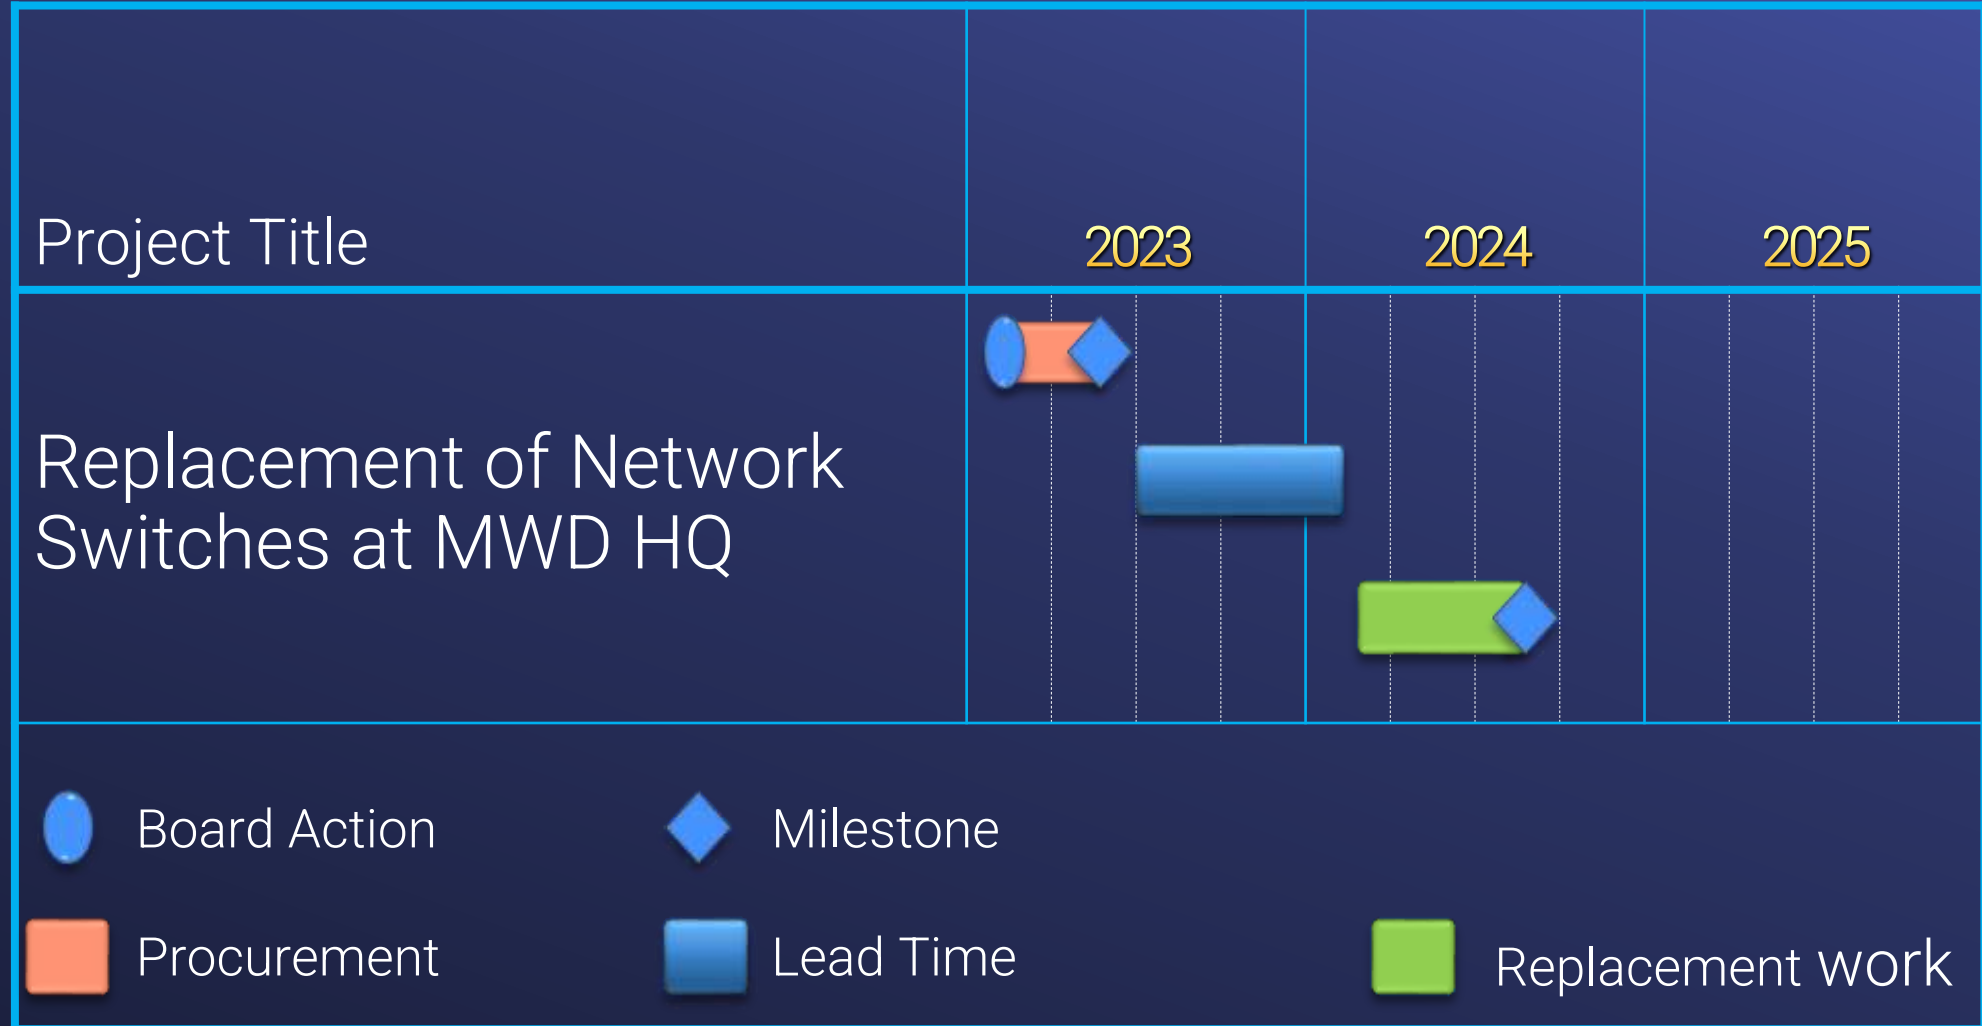 Project Title
2023
2024
2025
Replacement of Network
Switches at MWD HQ
Board Action
Milestone
Procurement
Lead Time
Replacement work